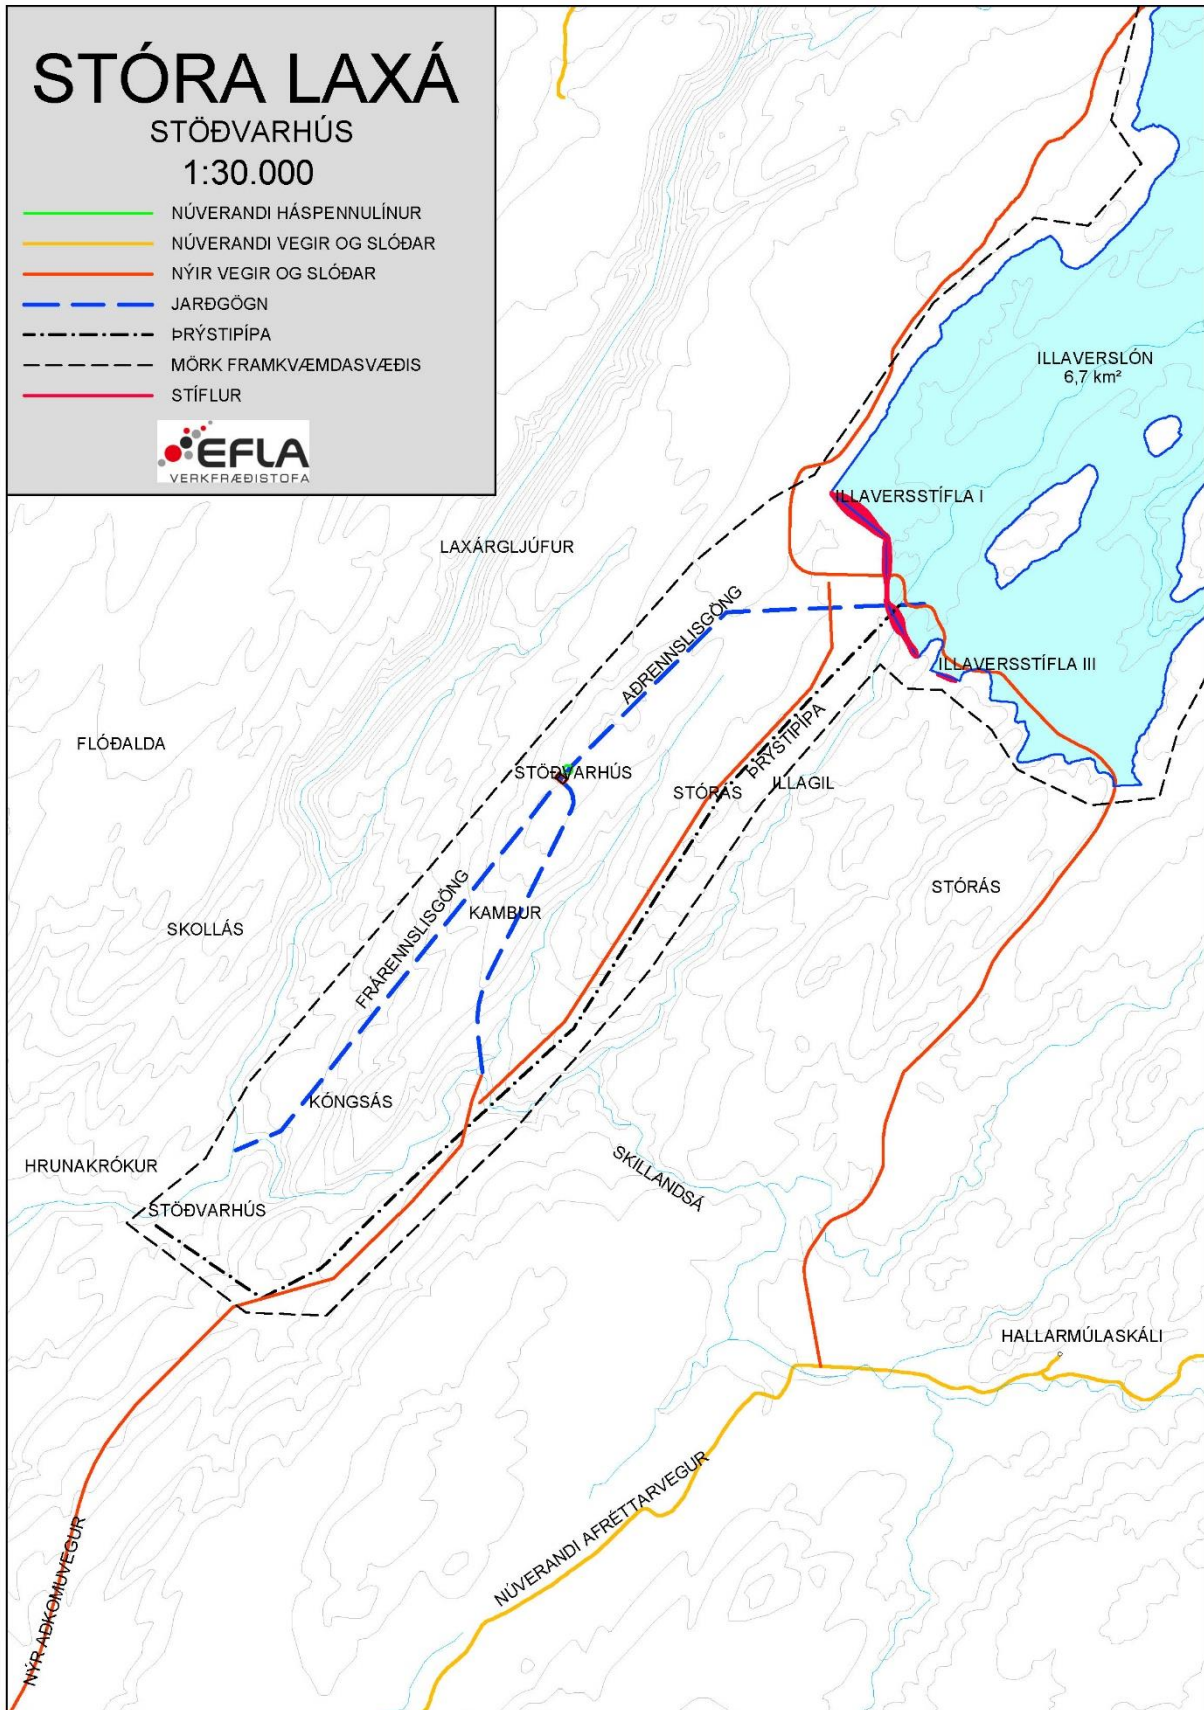 STÓRA LAXÁ
STÖÐVARHÚS
1:30.000
NÚVERANDI HÁSPENNULÍNUR
NÚVERANDI VEGIR OG SLÓÐAR
NÝIR VEGIR OG SLÓÐAR
JARÐGÖGN
ÞRÝSTIPÍPA
MÖRK FRAMKVÆMDASVÆÐIS
STÍFLUR
EFLA
VERKFRÆÐISTOFA
ILLAVERSLÓN
6,7 km²
ILLAVERSSTÍFLA I
LAXÁRGLJÚFUR
AÐRENNSLISGÖNG
ILLAVERSSTÍFLA III
ÞRÝSTIPÍPA
FLÓÐALDA
STÖÐVARHÚS
STÓRÁS
ILLAGIL
STÓRÁS
KAMBUR
SKOLLÁS
FRÁRENNSLISGÖNG
KÓNGSÁS
HRUNAKRÓKUR
SKILLANDSÁ
STÖÐVARHÚS
HALLARMÚLASKÁLI
NÚVERANDI AFRÉTTARVEGUR
NÝR AÐKOMUVEGUR